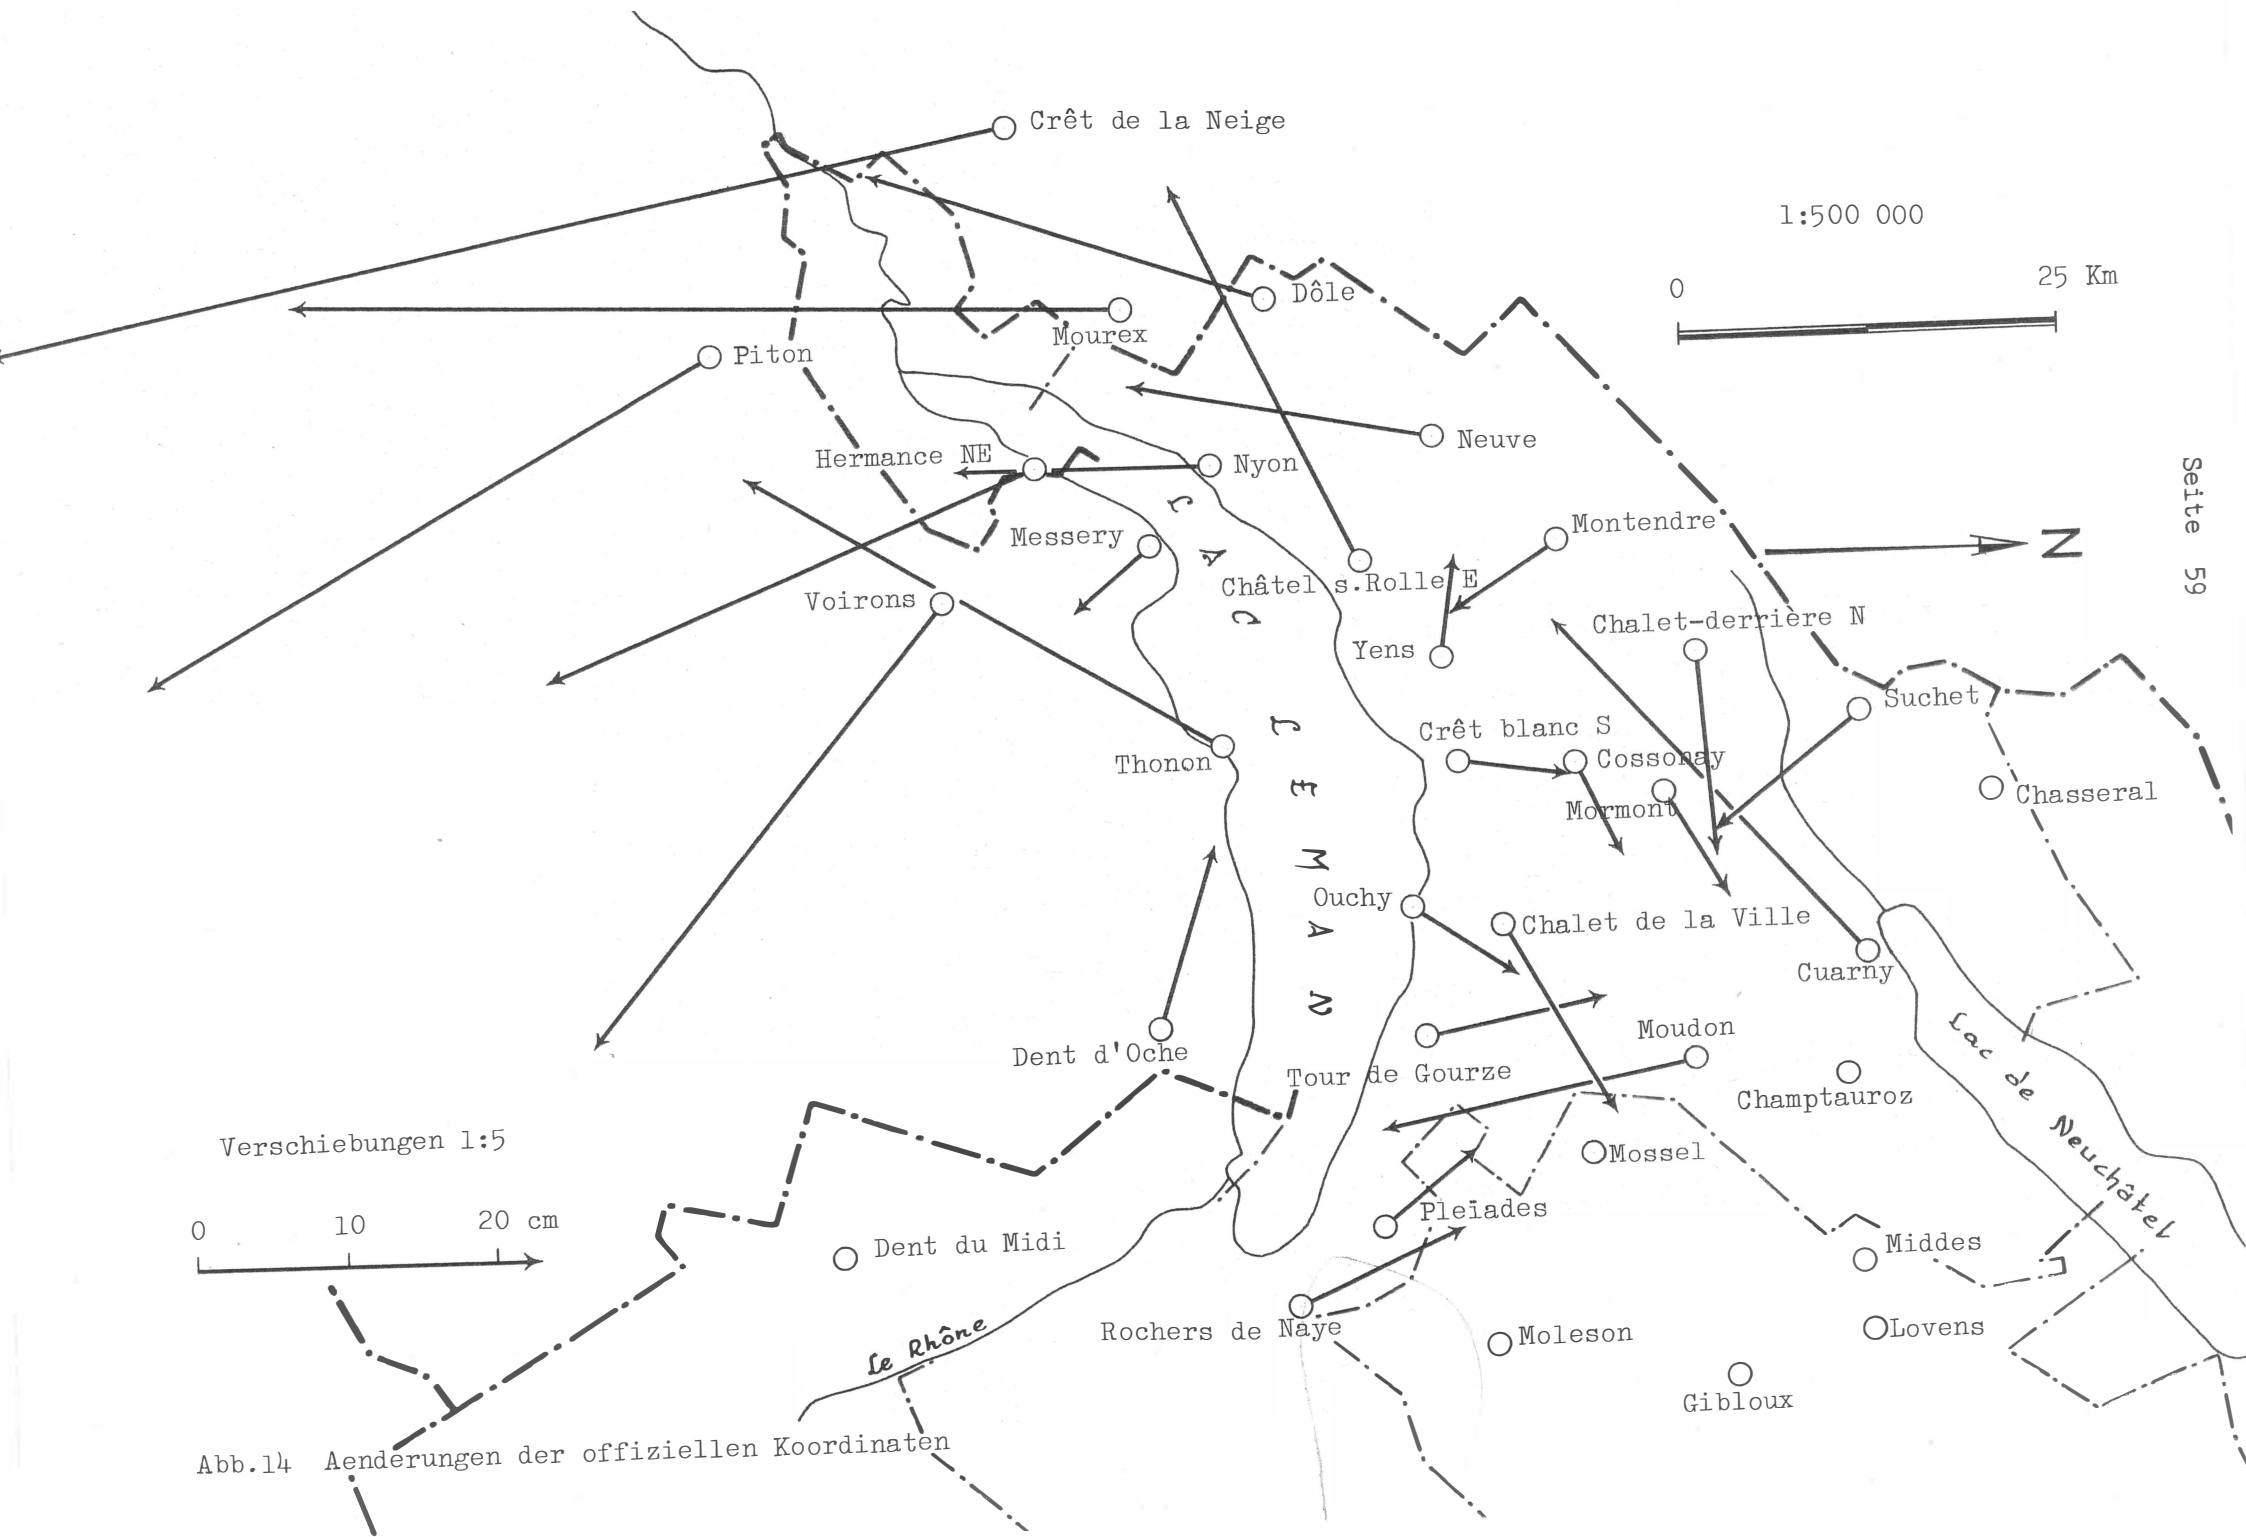 Crêt de la Neige
1:500 000
0 25 Km
Dôle
Mourex
Piton
Neuve
Hermance NE
Nyon
Seite 59
Montendre
Messery
N
Châtel s.Rolle E
Voirons
Chalet-derrière N
Yens
Suchet
Crêt blanc S
Cossonay
Thonon
Chasseral
Mormont
LAC LEMAN
Ouchy
Chalet de la Ville
Cuarny
Moudon
Dent d'Oche
Lac de Neuchâtel
Tour de Gourze
Champtauroz
Verschiebungen 1:5
Mossel
Pleïades
0 10 20 cm
Dent du Midi
Middes
Rochers de Naye
Moleson
Lovens
Le Rhône
Gibloux
Abb.14 Aenderungen der offiziellen Koordinaten